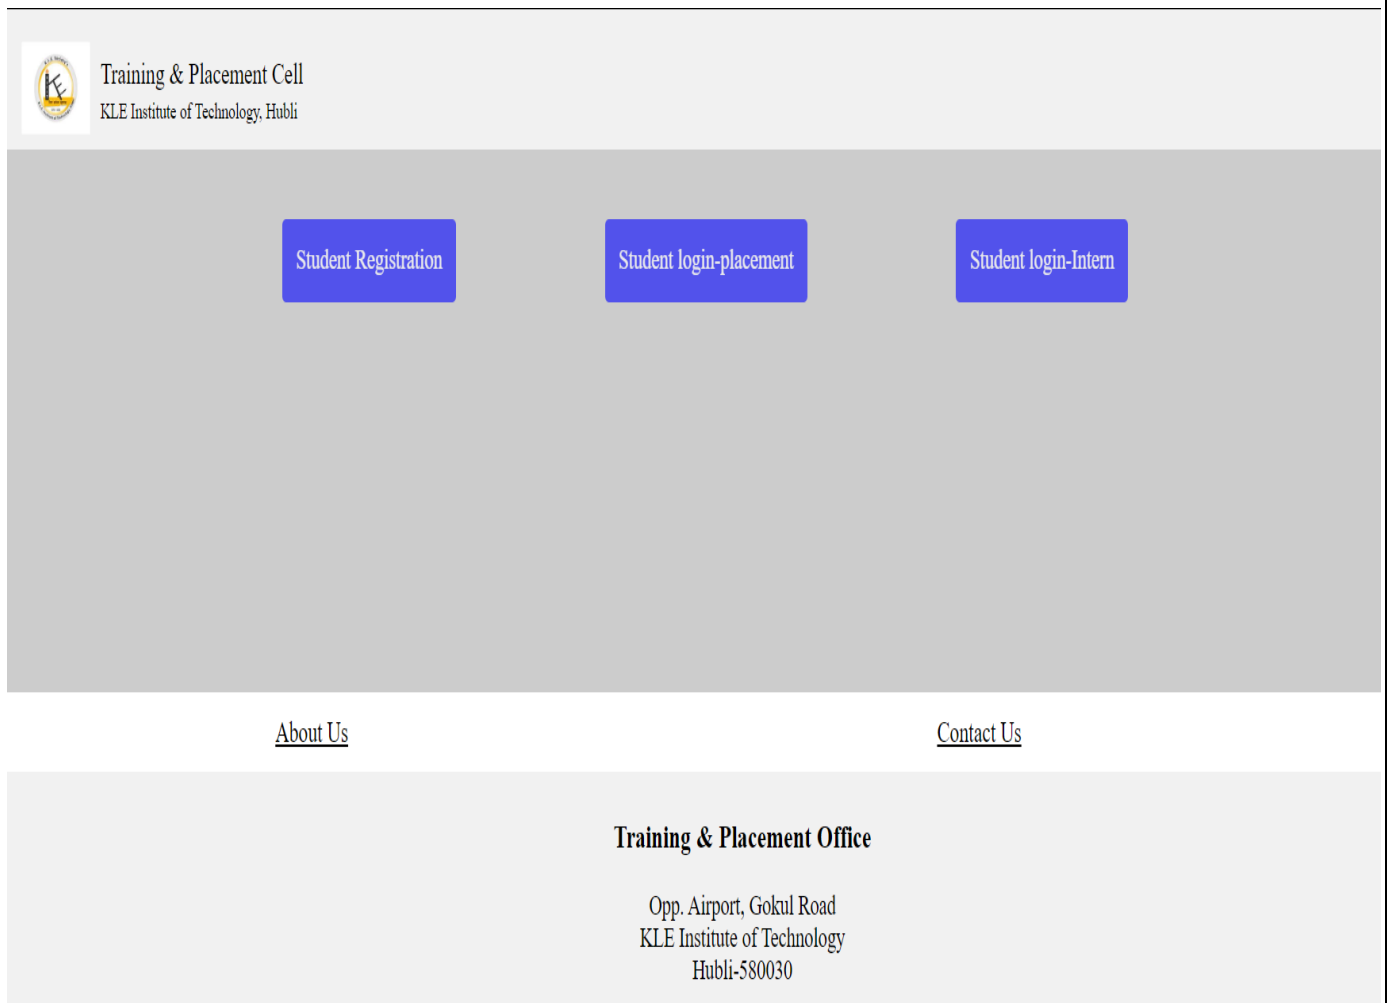 Training & Placement Cell
KLE Institute of Technology, Hubli
Student Registration
Student login-placement
Student login-Intern
About Us
Contact Us
Training & Placement Office
Opp. Airport, Gokul Road
KLE Institute of Technology
Hubli-580030